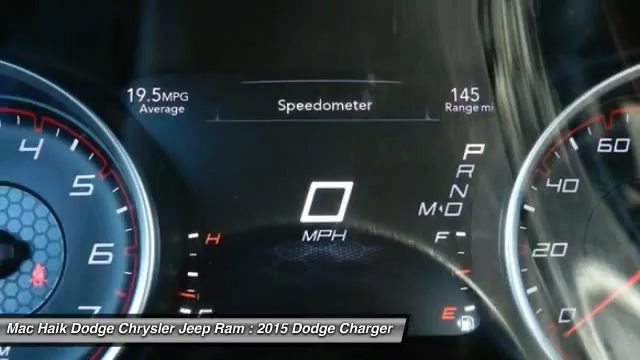 19.5MPG
Average
Speedometer
145
Range mi
P
R
N
M D
0
MPH
H
F
E
4
5
6
7
60
40
20
0
Mac Haik Dodge Chrysler Jeep Ram : 2015 Dodge Charger